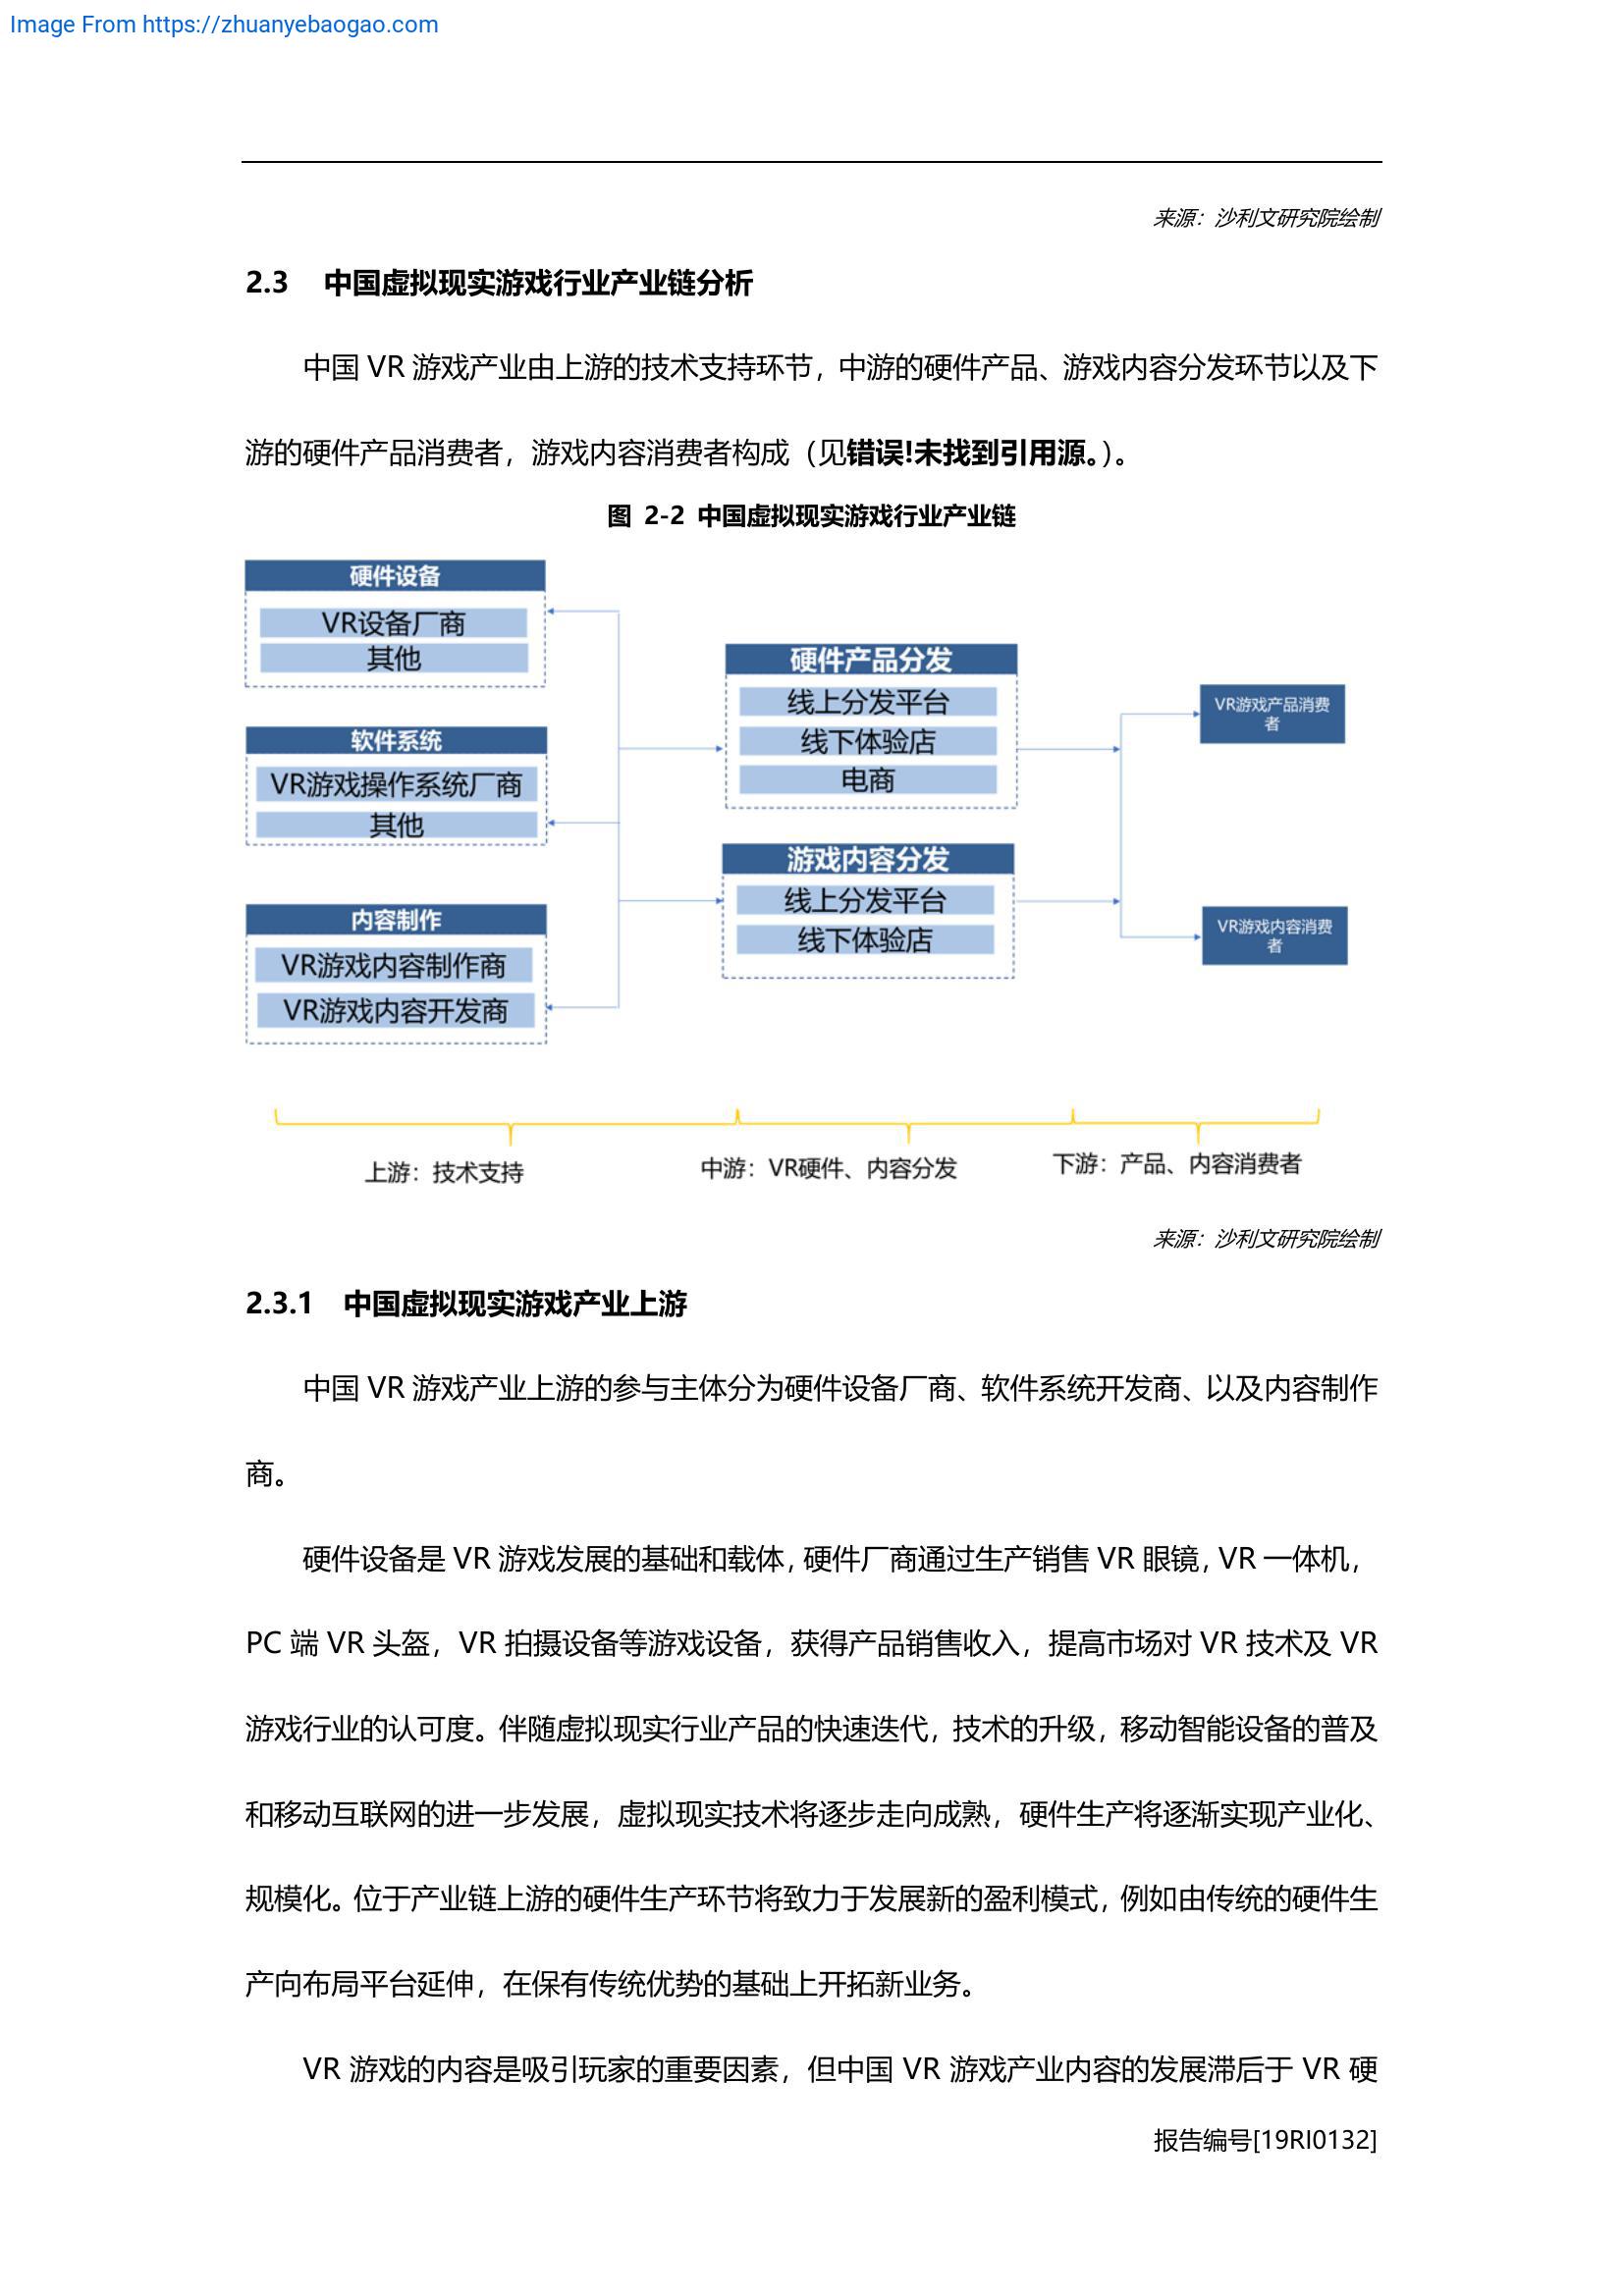 Image From https://zhuanyebaogao.com
来源：沙利文研究院绘制
2.3 中国虚拟现实游戏行业产业链分析
中国 VR 游戏产业由上游的技术支持环节，中游的硬件产品、游戏内容分发环节以及下
游的硬件产品消费者，游戏内容消费者构成（见错误!未找到引用源。）。
图 2-2 中国虚拟现实游戏行业产业链
硬件设备
VR设备厂商
其他
软件系统
VR游戏操作系统厂商
其他
内容制作
VR游戏内容制作商
VR游戏内容开发商
硬件产品分发
线上分发平台
线下体验店
电商
游戏内容分发
线上分发平台
线下体验店
VR游戏产品消费
者
VR游戏内容消费
者
上游：技术支持
中游：VR硬件、内容分发
下游：产品、内容消费者
来源：沙利文研究院绘制
2.3.1 中国虚拟现实游戏产业上游
中国 VR 游戏产业上游的参与主体分为硬件设备厂商、软件系统开发商、以及内容制作
商。
硬件设备是 VR 游戏发展的基础和载体，硬件厂商通过生产销售 VR 眼镜，VR 一体机，
PC 端 VR 头盔，VR 拍摄设备等游戏设备，获得产品销售收入，提高市场对 VR 技术及 VR
游戏行业的认可度。伴随虚拟现实行业产品的快速迭代，技术的升级，移动智能设备的普及
和移动互联网的进一步发展，虚拟现实技术将逐步走向成熟，硬件生产将逐渐实现产业化、
规模化。位于产业链上游的硬件生产环节将致力于发展新的盈利模式，例如由传统的硬件生
产向布局平台延伸，在保有传统优势的基础上开拓新业务。
VR 游戏的内容是吸引玩家的重要因素，但中国 VR 游戏产业内容的发展滞后于 VR 硬
报告编号[19RI0132]